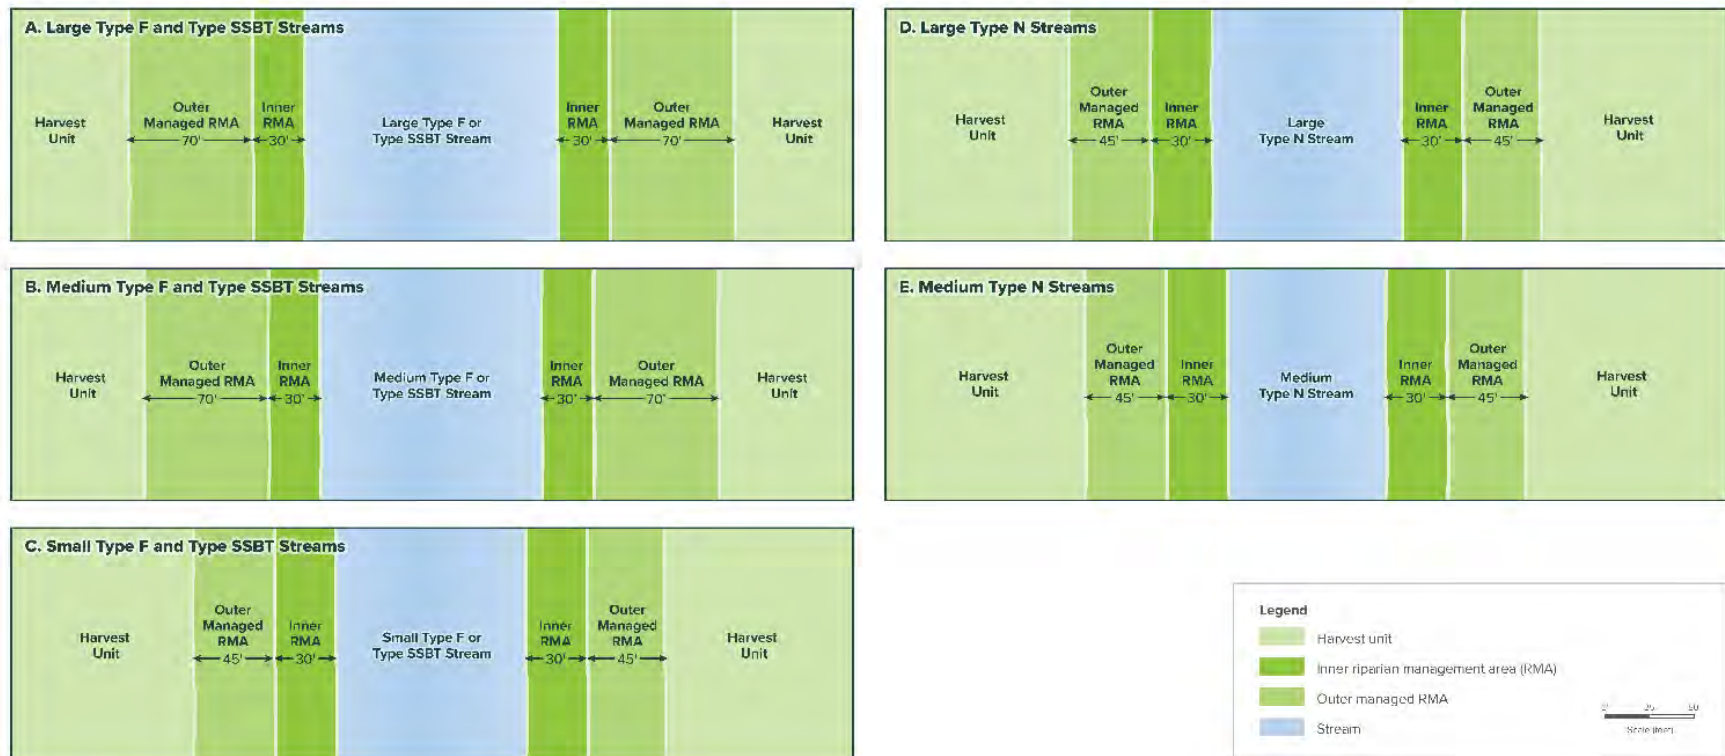 A. Large Type F and Type SSBT Streams
Harvest
Unit
Outer
Managed RMA
70'
Inner
RMA
30'
Large Type F or
Type SSBT Stream
Inner
RMA
30'
Outer
Managed RMA
70'
Harvest
Unit
B. Medium Type F and Type SSBT Streams
Harvest
Unit
Outer
Managed RMA
70'
Inner
RMA
30'
Medium Type F or
Type SSBT Stream
Inner
RMA
30'
Outer
Managed RMA
70'
Harvest
Unit
C. Small Type F and Type SSBT Streams
Harvest
Unit
Outer
Managed
RMA
45'
Inner
RMA
30'
Small Type F or
Type SSBT Stream
Inner
RMA
30'
Outer
Managed
RMA
45'
Harvest
Unit
D. Large Type N Streams
Harvest
Unit
Outer
Managed
RMA
45'
Inner
RMA
30'
Large
Type N Stream
Inner
RMA
30'
Outer
Managed
RMA
45'
Harvest
Unit
E. Medium Type N Streams
Harvest
Unit
Outer
Managed
RMA
45'
Inner
RMA
30'
Medium
Type N Stream
Inner
RMA
30'
Outer
Managed
RMA
45'
Harvest
Unit
Legend
Harvest unit
Inner riparian management area (RMA)
Outer managed RMA
Stream
Scale